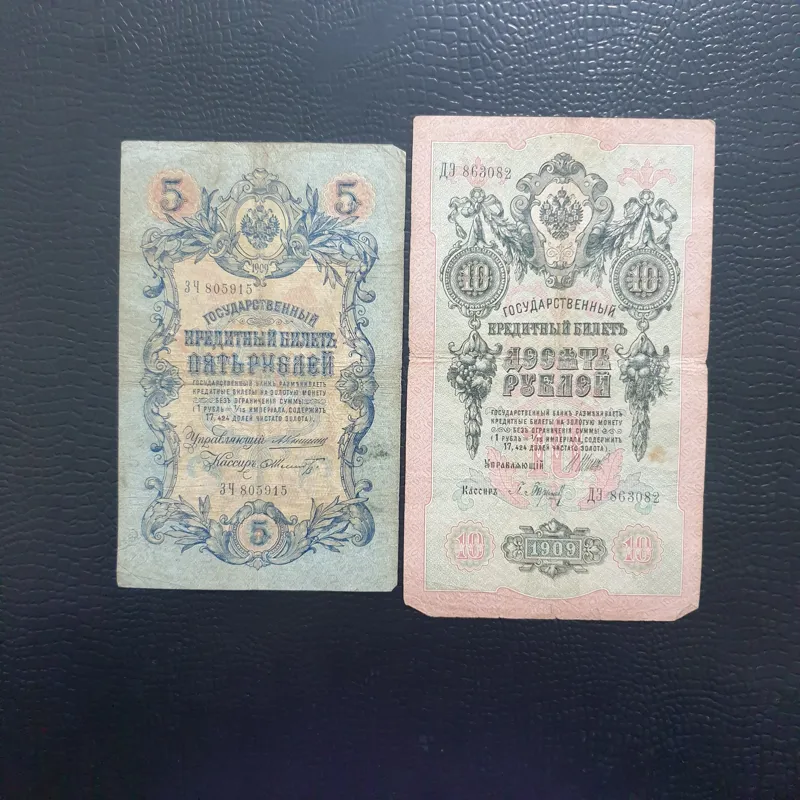 5 5
1909
ЗЧ 805915
ГОСУДАРСТВЕННЫЙ
КРЕДИТНЫЙ БИЛЕТЪ
ПЯТЬ РУБЛЕЙ
ГОСУДАРСТВЕННЫЙ БАНКЪ РАЗМѢНИВАЕТЪ
КРЕДИТНЫЕ БИЛЕТЫ НА ЗОЛОТУЮ МОНЕТУ
БЕЗЪ ОГРАНИЧЕНІЯ СУММЫ
(1 РУБЛЬ = 1/15 ИМПЕРІАЛА, СОДЕРЖИТЪ
17,424 ДОЛЕЙ ЧИСТАГО ЗОЛОТА).
Управляющій
Кассиръ
ЗЧ 805915
5
ДЭ 863082
10 10
ГОСУДАРСТВЕННЫЙ
КРЕДИТНЫЙ БИЛЕТЪ
ДЕСЯТЬ
РУБЛЕЙ
ГОСУДАРСТВЕННЫЙ БАНКЪ РАЗМѢНИВАЕТЪ
КРЕДИТНЫЕ БИЛЕТЫ НА ЗОЛОТУЮ МОНЕТУ
БЕЗЪ ОГРАНИЧЕНІЯ СУММЫ
(1 РУБЛЬ = 1/15 ИМПЕРІАЛА, СОДЕРЖИТЪ
17,424 ДОЛЕЙ ЧИСТАГО ЗОЛОТА).
Управляющій
Кассиръ
ДЭ 863082
10 1909 10